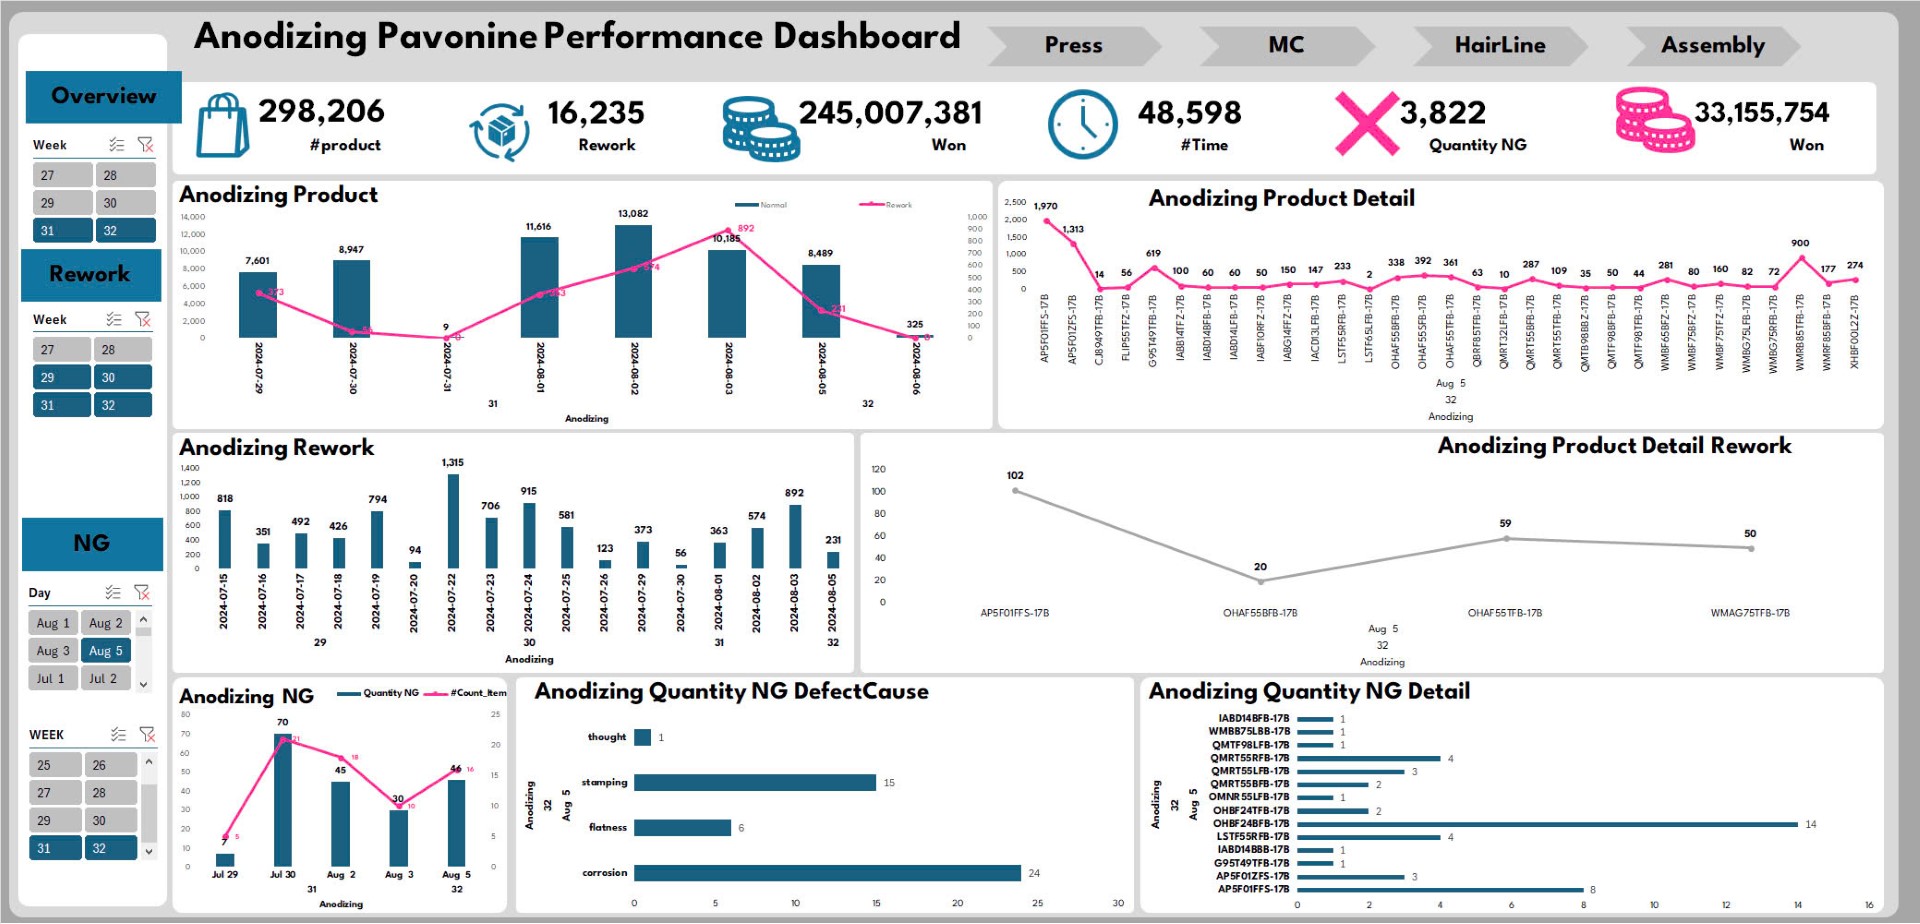 Anodizing Pavonine Performance Dashboard
Press
MC
HairLine
Assembly
Overview
298,206
#product
16,235
Rework
245,007,381
Won
48,598
#Time
3,822
Quantity NG
33,155,754
Won
Week
27 28
29 30
31 32
Rework
Week
27 28
29 30
31 32
NG
Day
Aug 1 Aug 2
Aug 3 Aug 5
Jul 1 Jul 2
WEEK
25 26
27 28
29 30
31 32
Anodizing Product
Normal Rework
14,000
12,000
10,000
8,000
6,000
4,000
2,000
0
1,000
900
800
700
600
500
400
300
200
100
0
7,601 8,947 9 11,616 13,082 10,185 8,489 325
892
2024-07-29 2024-07-30 2024-07-31 2024-08-01 2024-08-02 2024-08-03 2024-08-05 2024-08-06
31 32
Anodizing
Anodizing Product Detail
2,500
2,000
1,500
1,000
500
0
1,970 1,313 14 56 619 100 60 60 50 150 147 233 2 338 392 361 63 10 287 109 35 50 44 281 80 160 82 72 900 177 274
AP5F01FFS-17B
AP5F01ZFS-17B
CJ8949TFB-17B
FLIP55TFZ-17B
G95T49TFB-17B
IABB14TFZ-17B
IABD14BFB-17B
IABD14LFB-17B
IABF10RFZ-17B
IABG14FFZ-17B
IACD13LFB-17B
LSTF55RFB-17B
LSTF65LFB-17B
OHAF55BFB-17B
OHAF55SFB-17B
OHAF55TFB-17B
QBRF85TFB-17B
QMRT32LFB-17B
QMRT55BFB-17B
QMRT55TFB-17B
QMTB98BBZ-17B
QMTF98BFB-17B
QMTF98TFB-17B
WMBF65BFZ-17B
WMBF75BFZ-17B
WMBF75TFZ-17B
WMBG75LFB-17B
WMBG75RFB-17B
WMRB85TFB-17B
WMRF85BFB-17B
XHBF00L2Z-17B
Aug 5
32
Anodizing
Anodizing Rework
1,400
1,200
1,000
800
600
400
200
0
818 351 492 426 794 94 1,315 706 915 581 123 373 56 363 574 892 231
2024-07-15 2024-07-16 2024-07-17 2024-07-18 2024-07-19 2024-07-20 2024-07-22 2024-07-23 2024-07-24 2024-07-25 2024-07-26 2024-07-29 2024-07-30 2024-08-01 2024-08-02 2024-08-03 2024-08-05
29 30 31 32
Anodizing
Anodizing Product Detail Rework
120
100
80
60
40
20
0
102 20 59 50
AP5F01FFS-17B OHAF55BFB-17B OHAF55TFB-17B WMAG75TFB-17B
Aug 5
32
Anodizing
Anodizing NG
Quantity NG #Count_Item
80
70
60
50
40
30
20
10
0
25
20
15
10
5
0
7 70 45 30 46
5 21 18 10 16
Jul 29 Jul 30 Aug 2 Aug 3 Aug 5
31 32
Anodizing
Anodizing Quantity NG DefectCause
Anodizing
32
Aug 5
thought 1
stamping 15
flatness 6
corrosion 24
0 5 10 15 20 25 30
Anodizing Quantity NG Detail
Anodizing
32
Aug 5
IABD14BFB-17B 1
WMBB75LBB-17B 1
QMTF98LFB-17B 1
QMRT55RFB-17B 4
QMRT55LFB-17B 3
QMRT55BFB-17B 2
OMNR55LFB-17B 1
OHBF24TFB-17B 2
OHBF24BFB-17B 14
LSTF55RFB-17B 4
IABD14BBB-17B 1
G95T49TFB-17B 1
AP5F01ZFS-17B 3
AP5F01FFS-17B 8
0 2 4 6 8 10 12 14 16